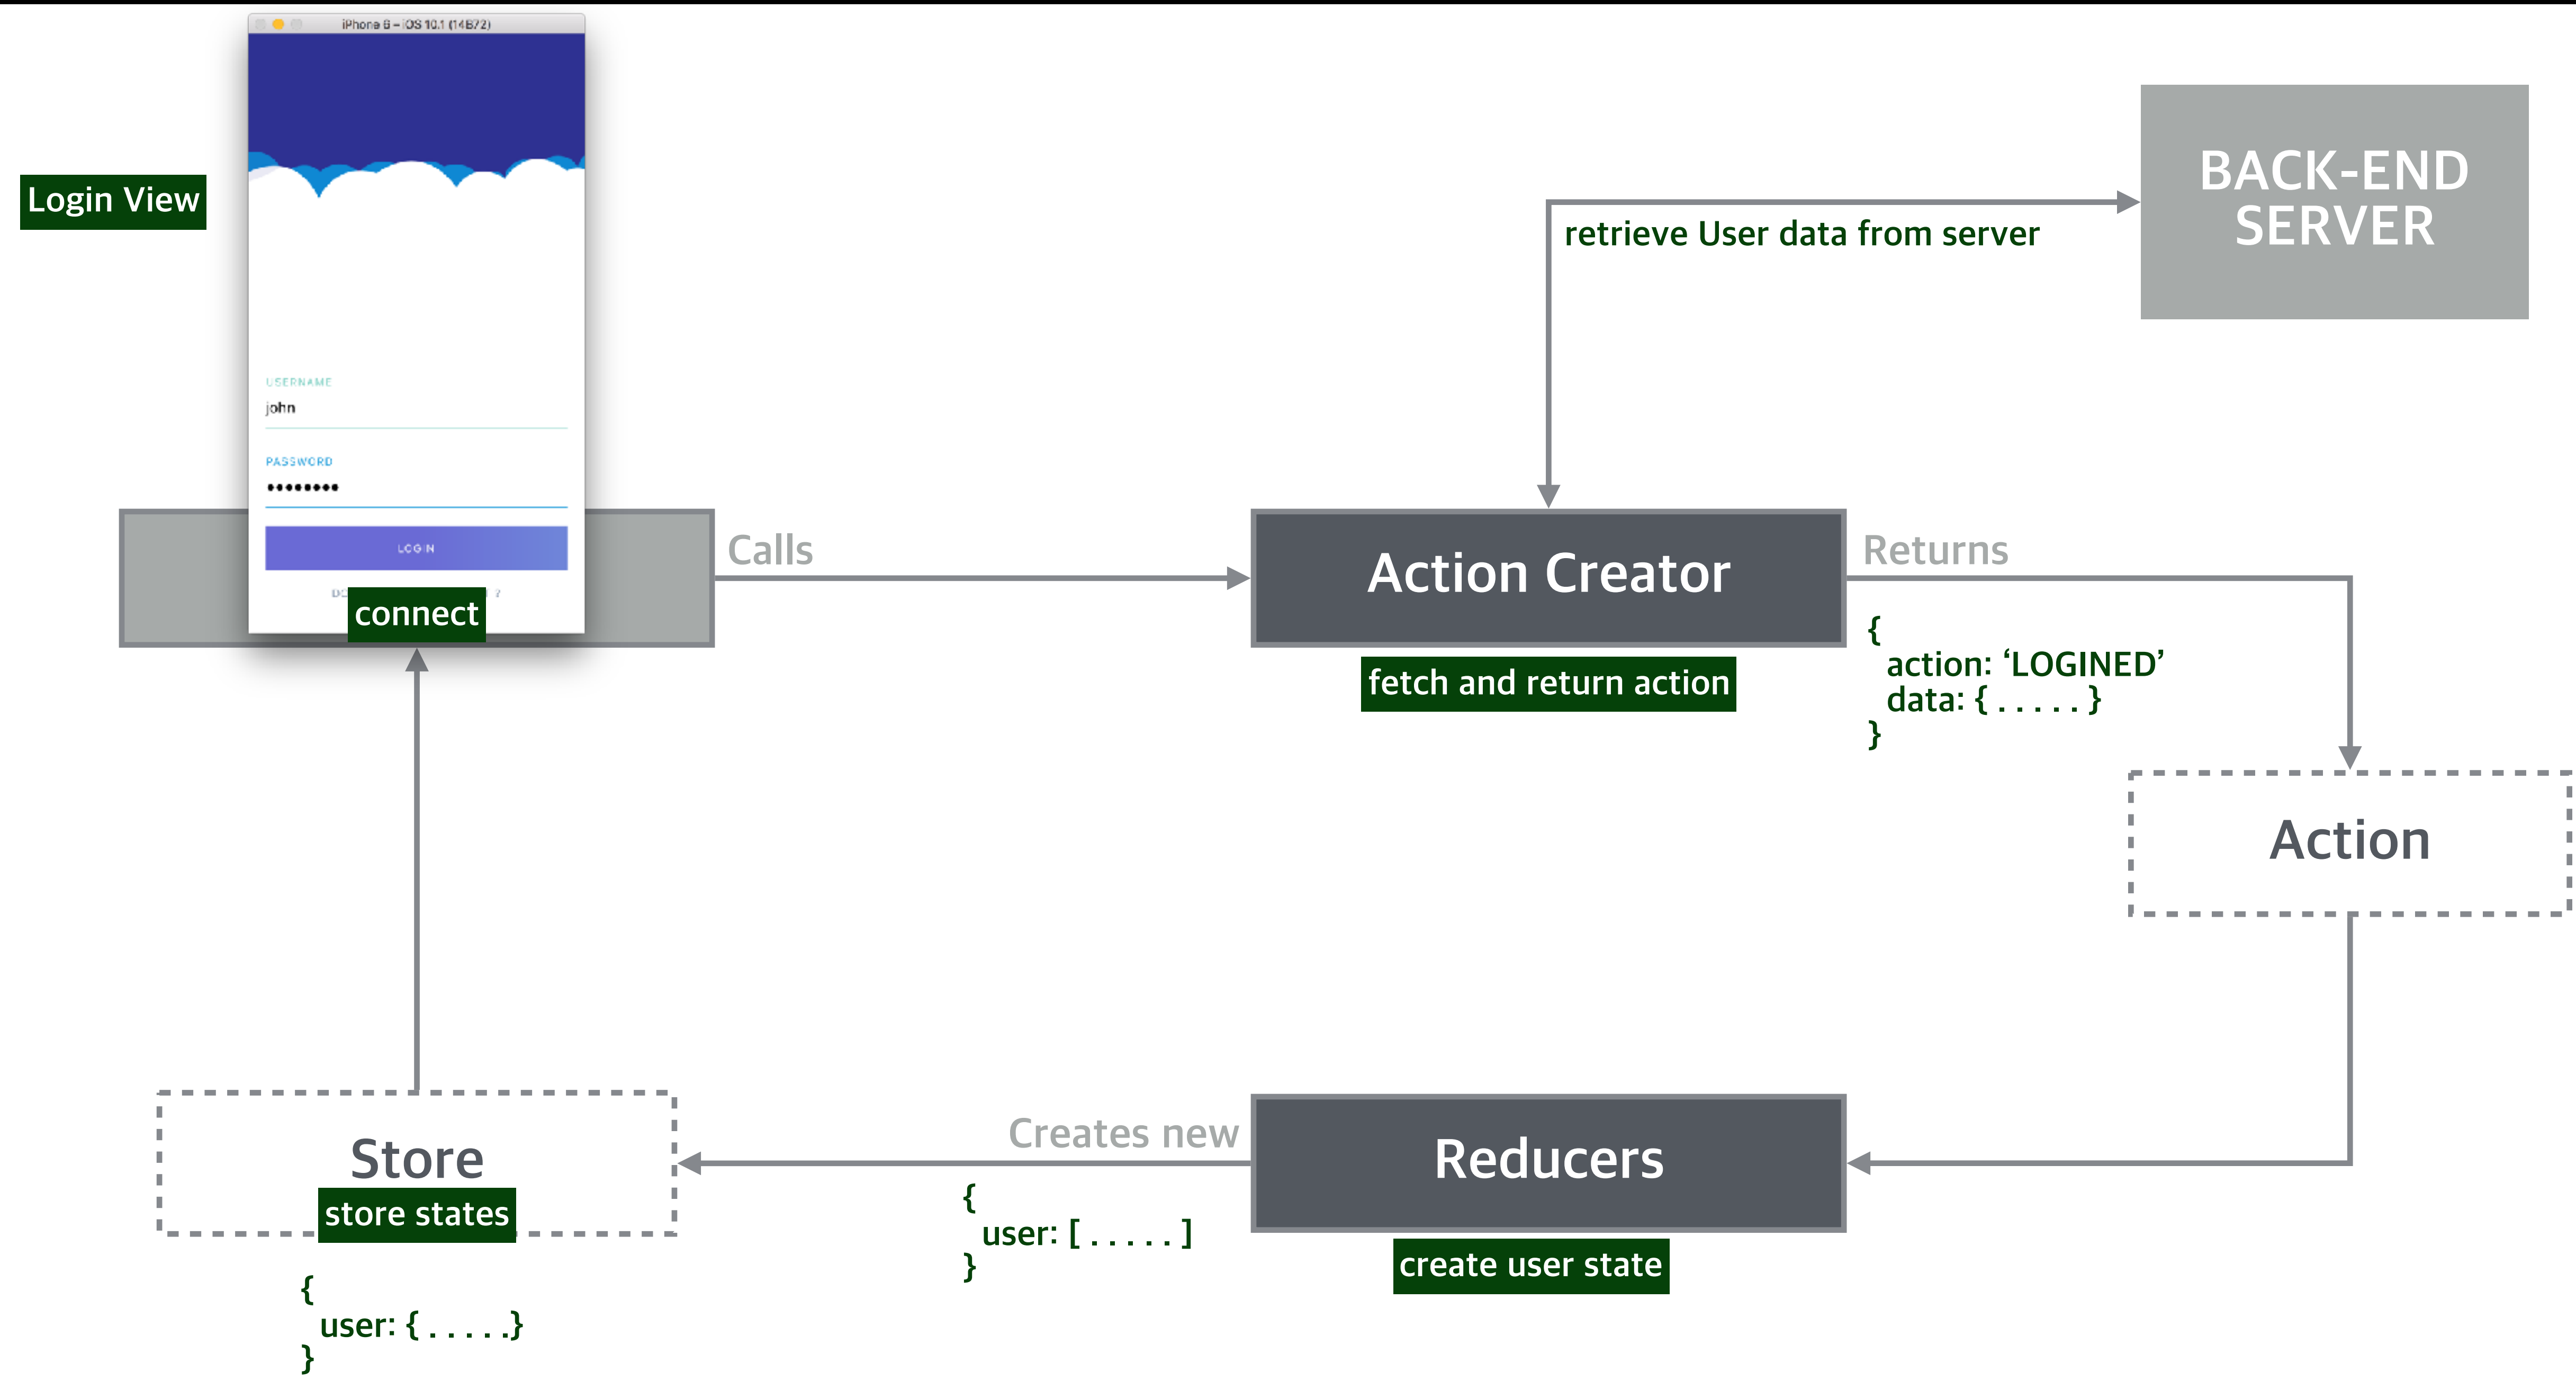 iPhone 6 – iOS 10.1 (14B72)
Login View
USERNAME
john
PASSWORD
LOGIN
DO ?
connect
Calls
BACK-END
SERVER
retrieve User data from server
Action Creator
fetch and return action
Returns
{
action: ‘LOGINED’
data: { . . . . . }
}
Action
Reducers
create user state
Creates new
{
user: [ . . . . . ]
}
Store
store states
{
user: { . . . . .}
}